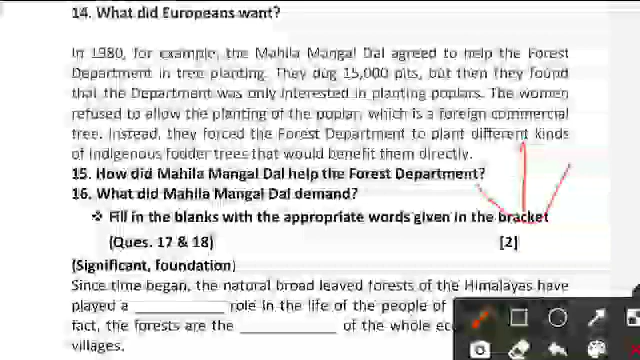 14. What did Europeans want?
In 1980, for example, the Mahila Mangal Dal agreed to help the Forest
Department in tree planting. They dug 15,000 pits, but then they found
that the Department was only interested in planting poplars. The women
refused to allow the planting of the poplar, which is a foreign commercial
tree. Instead, they forced the Forest Department to plant different kinds
of indigenous fodder trees that would benefit them directly.
15. How did Mahila Mangal Dal help the Forest Department?
16. What did Mahila Mangal Dal demand?
❖ Fill in the blanks with the appropriate words given in the bracket
(Ques. 17 & 18) [2]
(Significant, foundation)
Since time began, the natural broad leaved forests of the Himalayas have
played a __________ role in the life of the people of
fact, the forests are the __________ of the whole
villages.